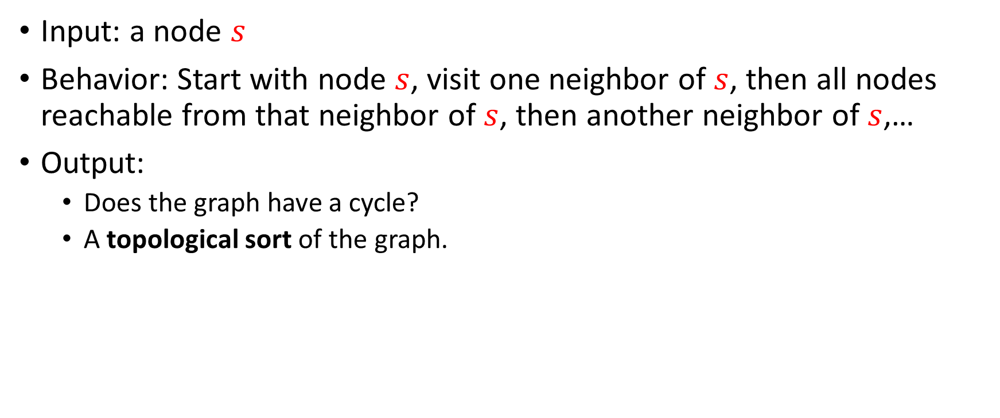 • Input: a node s
• Behavior: Start with node s, visit one neighbor of s, then all nodes
reachable from that neighbor of s, then another neighbor of s,...
• Output:
• Does the graph have a cycle?
• A topological sort of the graph.